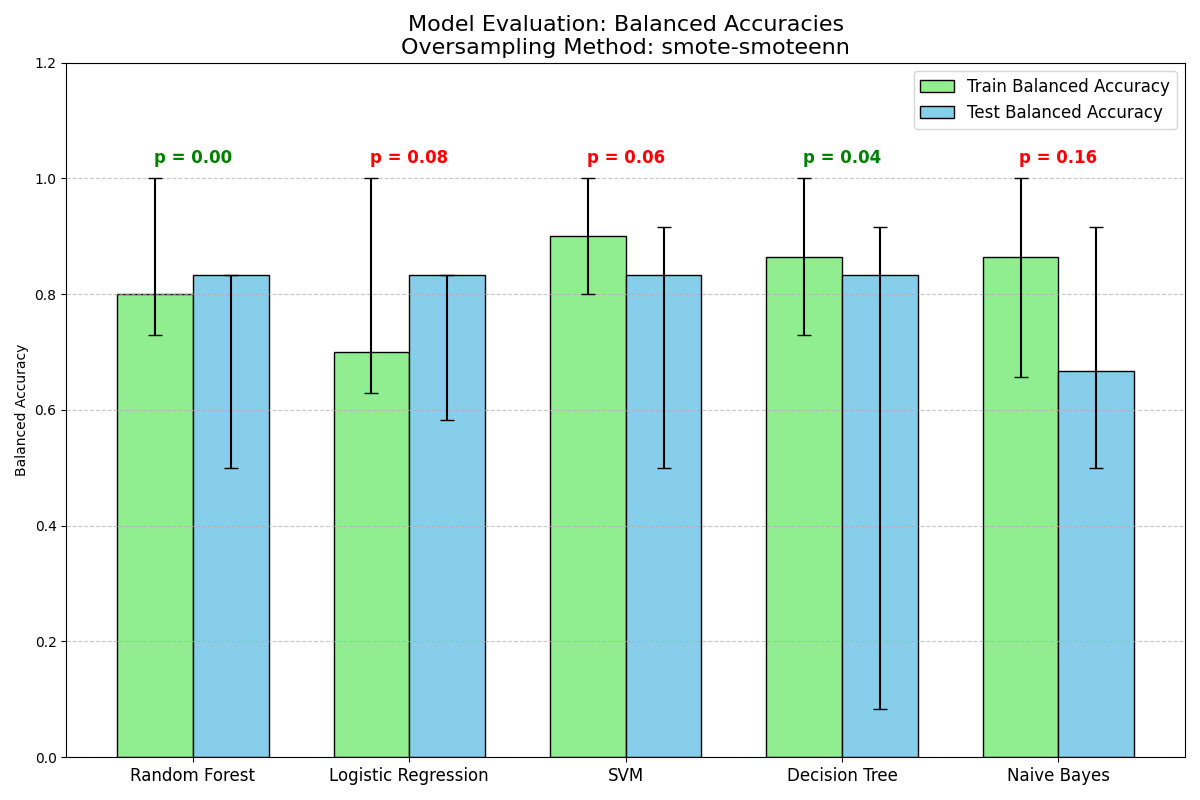 Model Evaluation: Balanced Accuracies
Oversampling Method: smote-smoteenn
Train Balanced Accuracy
Test Balanced Accuracy
p = 0.00
p = 0.08
p = 0.06
p = 0.04
p = 0.16
Balanced Accuracy
1.2
1.0
0.8
0.6
0.4
0.2
0.0
Random Forest
Logistic Regression
SVM
Decision Tree
Naive Bayes